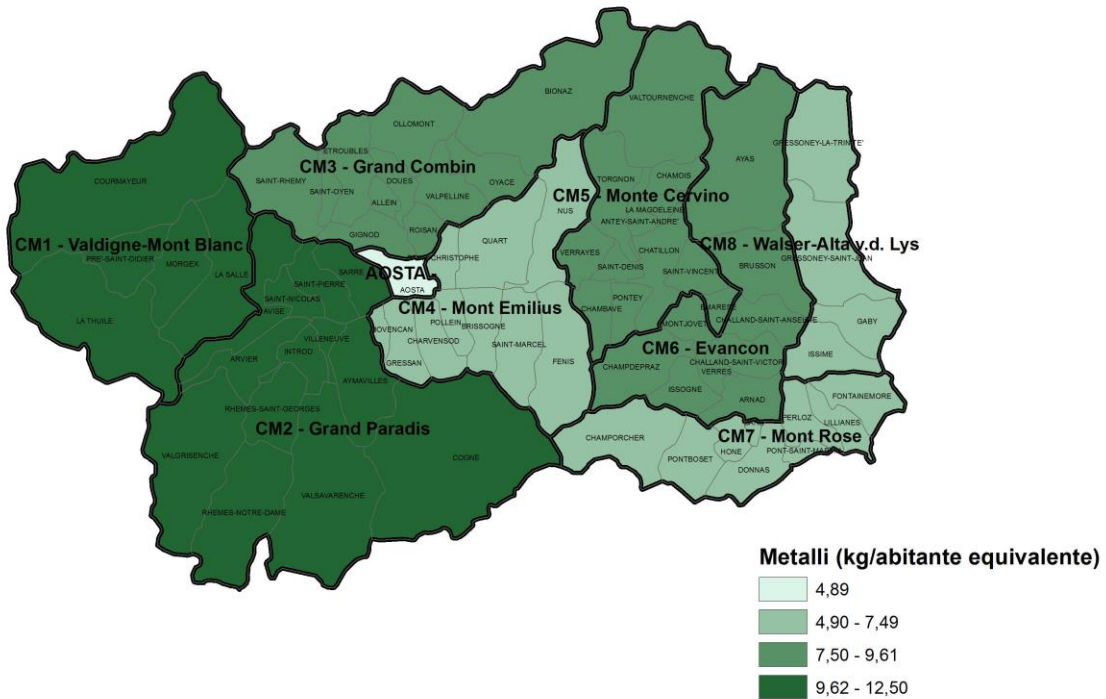 BIONAZ
VALTOURNENCHE
OLLOMONT
GRESSONEY-LA-TRINITE'
ETROUBLES
AYAS
CM3 - Grand Combin
SAINT-RHEMY
DOUES
OYACE
TORGNON
CHAMOIS
COURMAYEUR
SAINT-OYEN
ALLEIN
VALPELLINE
CM5 - Monte Cervino
NUS
LA MAGDELEINE
ANTEY-SAINT-ANDRE'
GIGNOD
ROISAN
QUART
CM1 - Valdigne-Mont Blanc
CM8 - Walser-Alta v.d. Lys
VERRAYES
CHATILLON
GRESSONEY-SAINT-JEAN
PRE'-SAINT-DIDIER
MORGEX
CHRISTOPHE
SAINT-DENIS
SAINT-VINCENT
BRUSSON
LA SALLE
SARRE
AOSTA -
SAINT-PIERRE
AOSTA
SAINT-NICOLAS
PONTEY
AVISE
CM4 - Mont Emilius
CHAMBAVE
EMARESE
LA THUILE
POLLEIN
BRISSOGNE
MONTJOVET
CHALLAND-SAINT-ANSELME
GABY
JOVENCAN
VILLENEUVE
CHARVENSOD
SAINT-MARCEL
CM6 - Evancon
INTROD
ARVIER
GRESSAN
FENIS
CHALLAND-SAINT-VICTOR
ISSIME
CHAMPDEPRAZ
VERRES
AYMAVILLES
ISSOGNE
ARNAD
FONTAINEMORE
RHEMES-SAINT-GEORGES
PERLOZ
LILLIANES
CM2 - Grand Paradis
CM7 - Mont Rose
CHAMPORCHER
PONT-SAINT-MARTIN
VALGRISENCHE
COGNE
PONTBOSET
HONE
DONNAS
VALSAVARENCHE
RHEMES-NOTRE-DAME
Metalli (kg/abitante equivalente)
4,89
4,90 - 7,49
7,50 - 9,61
9,62 - 12,50